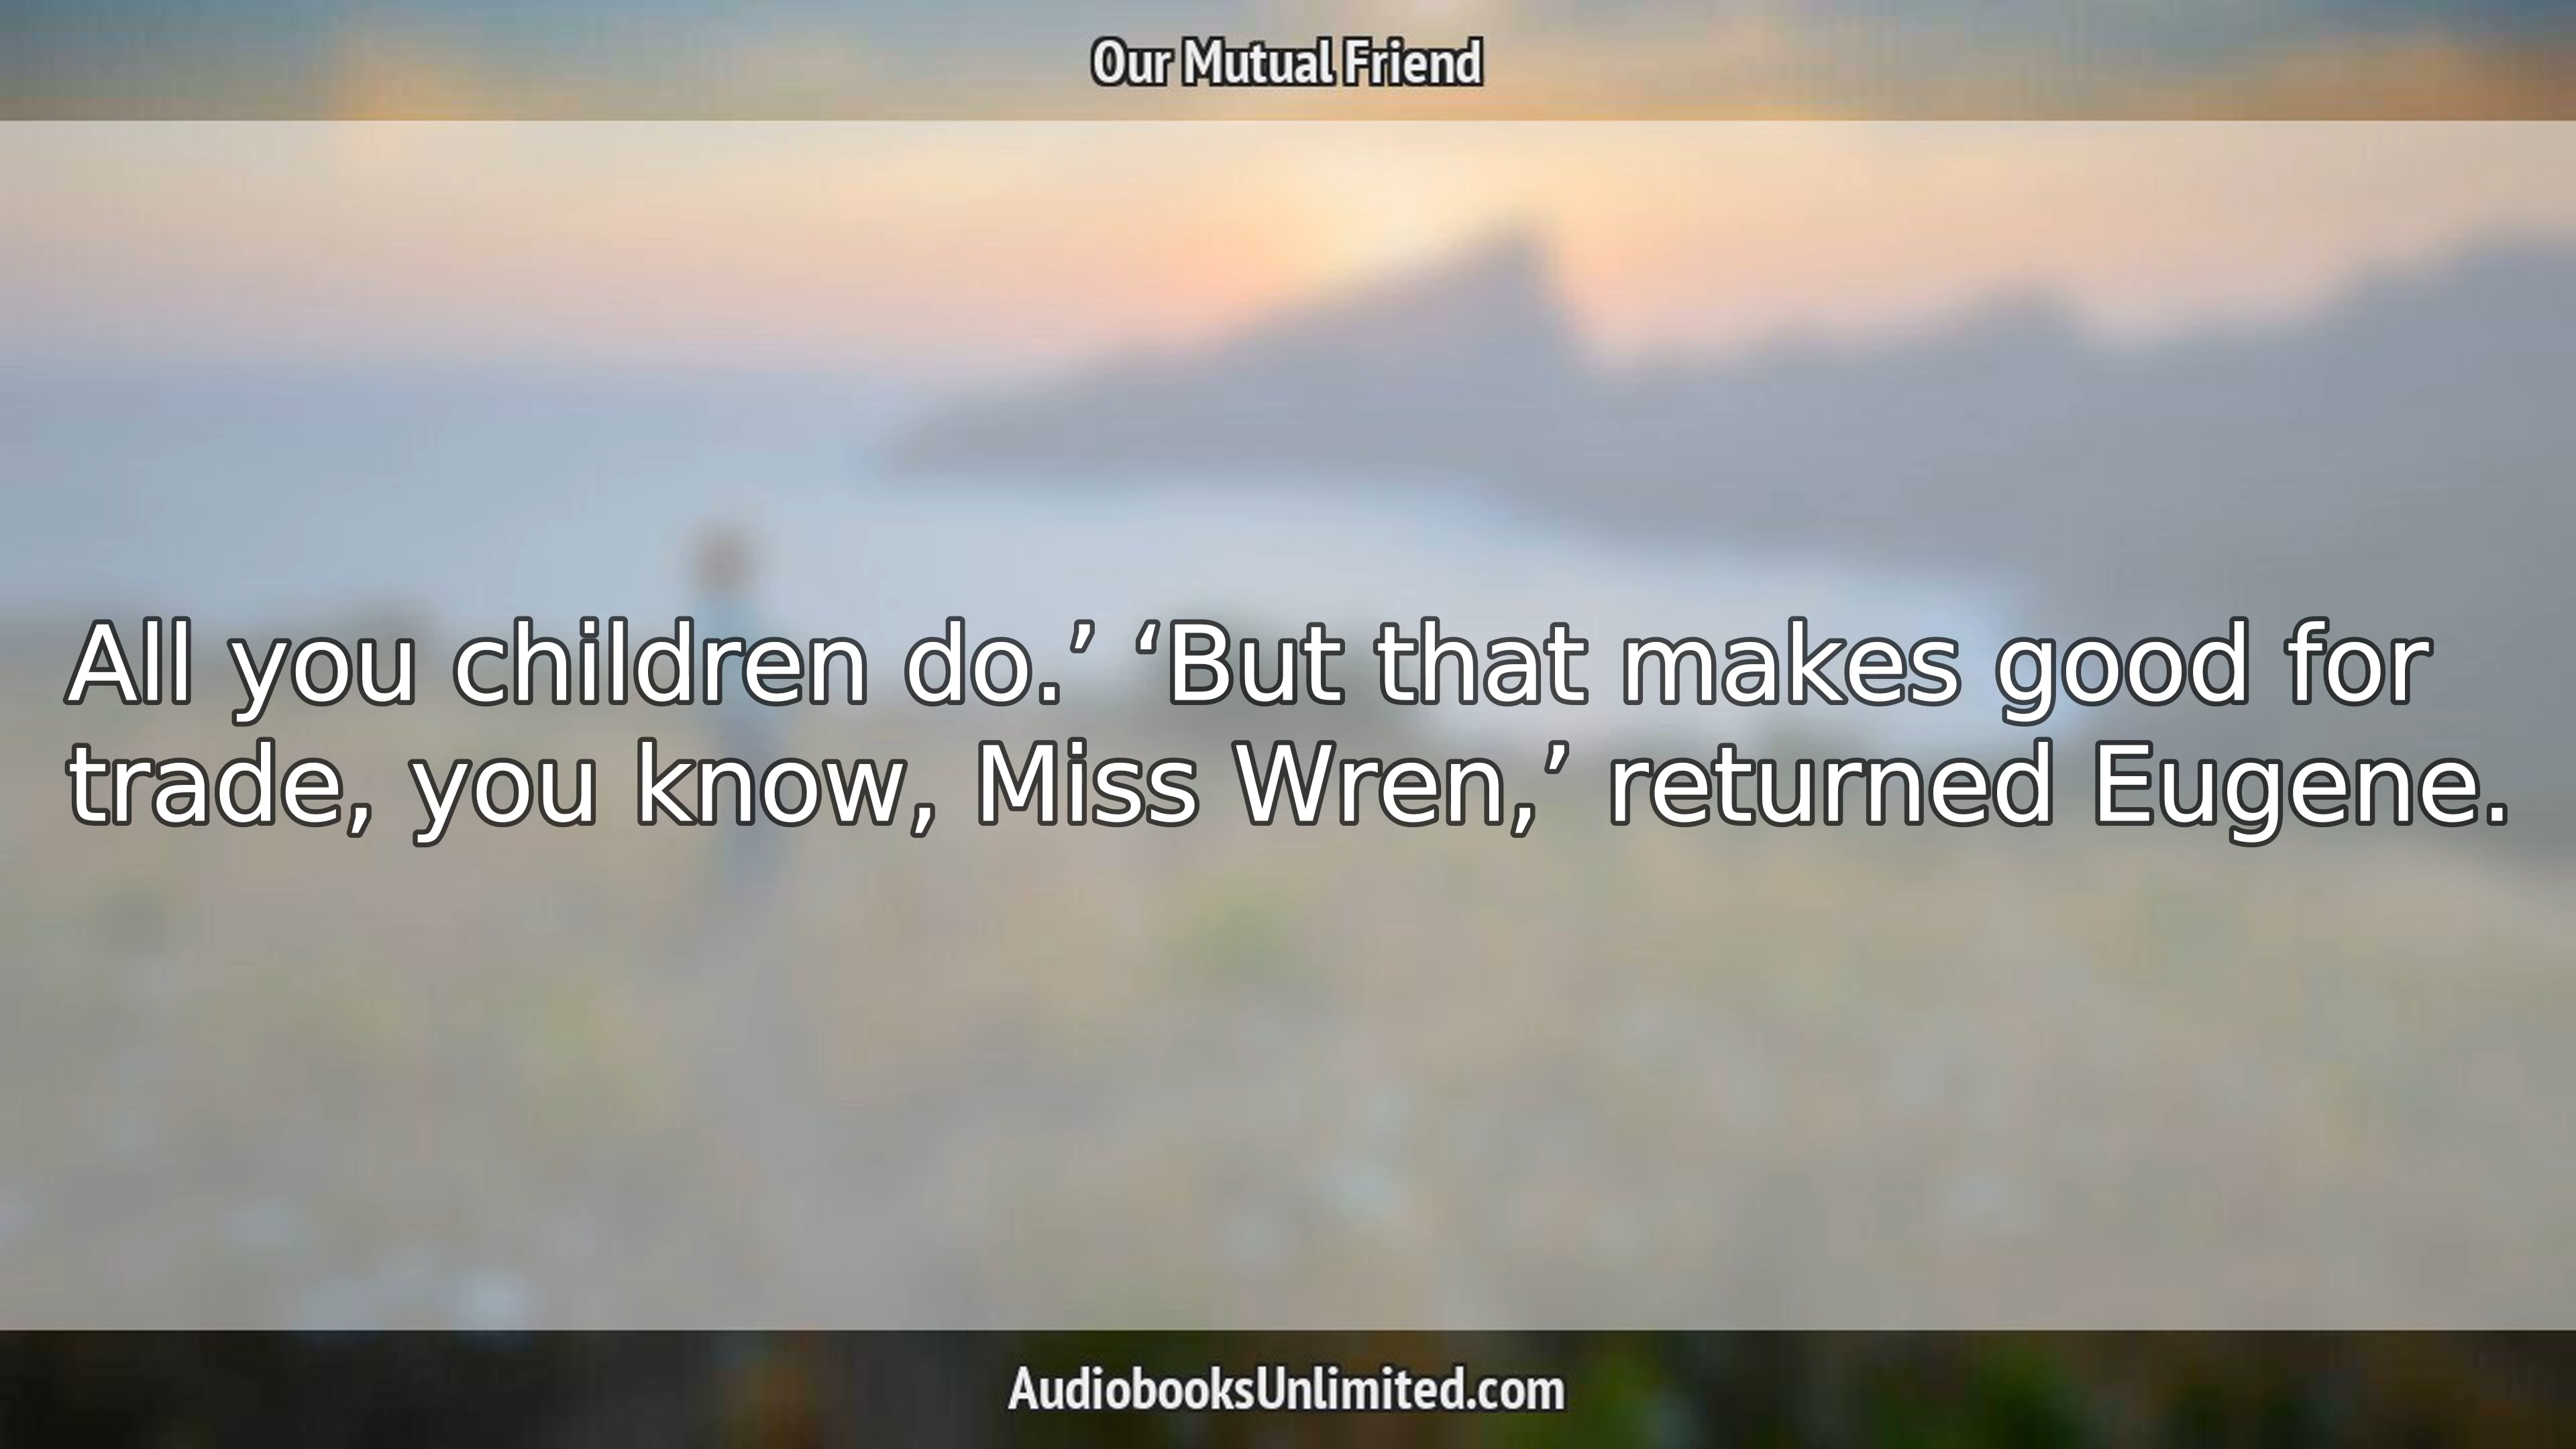 Our Mutual Friend
All you children do.’ ‘But that makes good for
trade, you know, Miss Wren,’ returned Eugene.
AudiobooksUnlimited.com